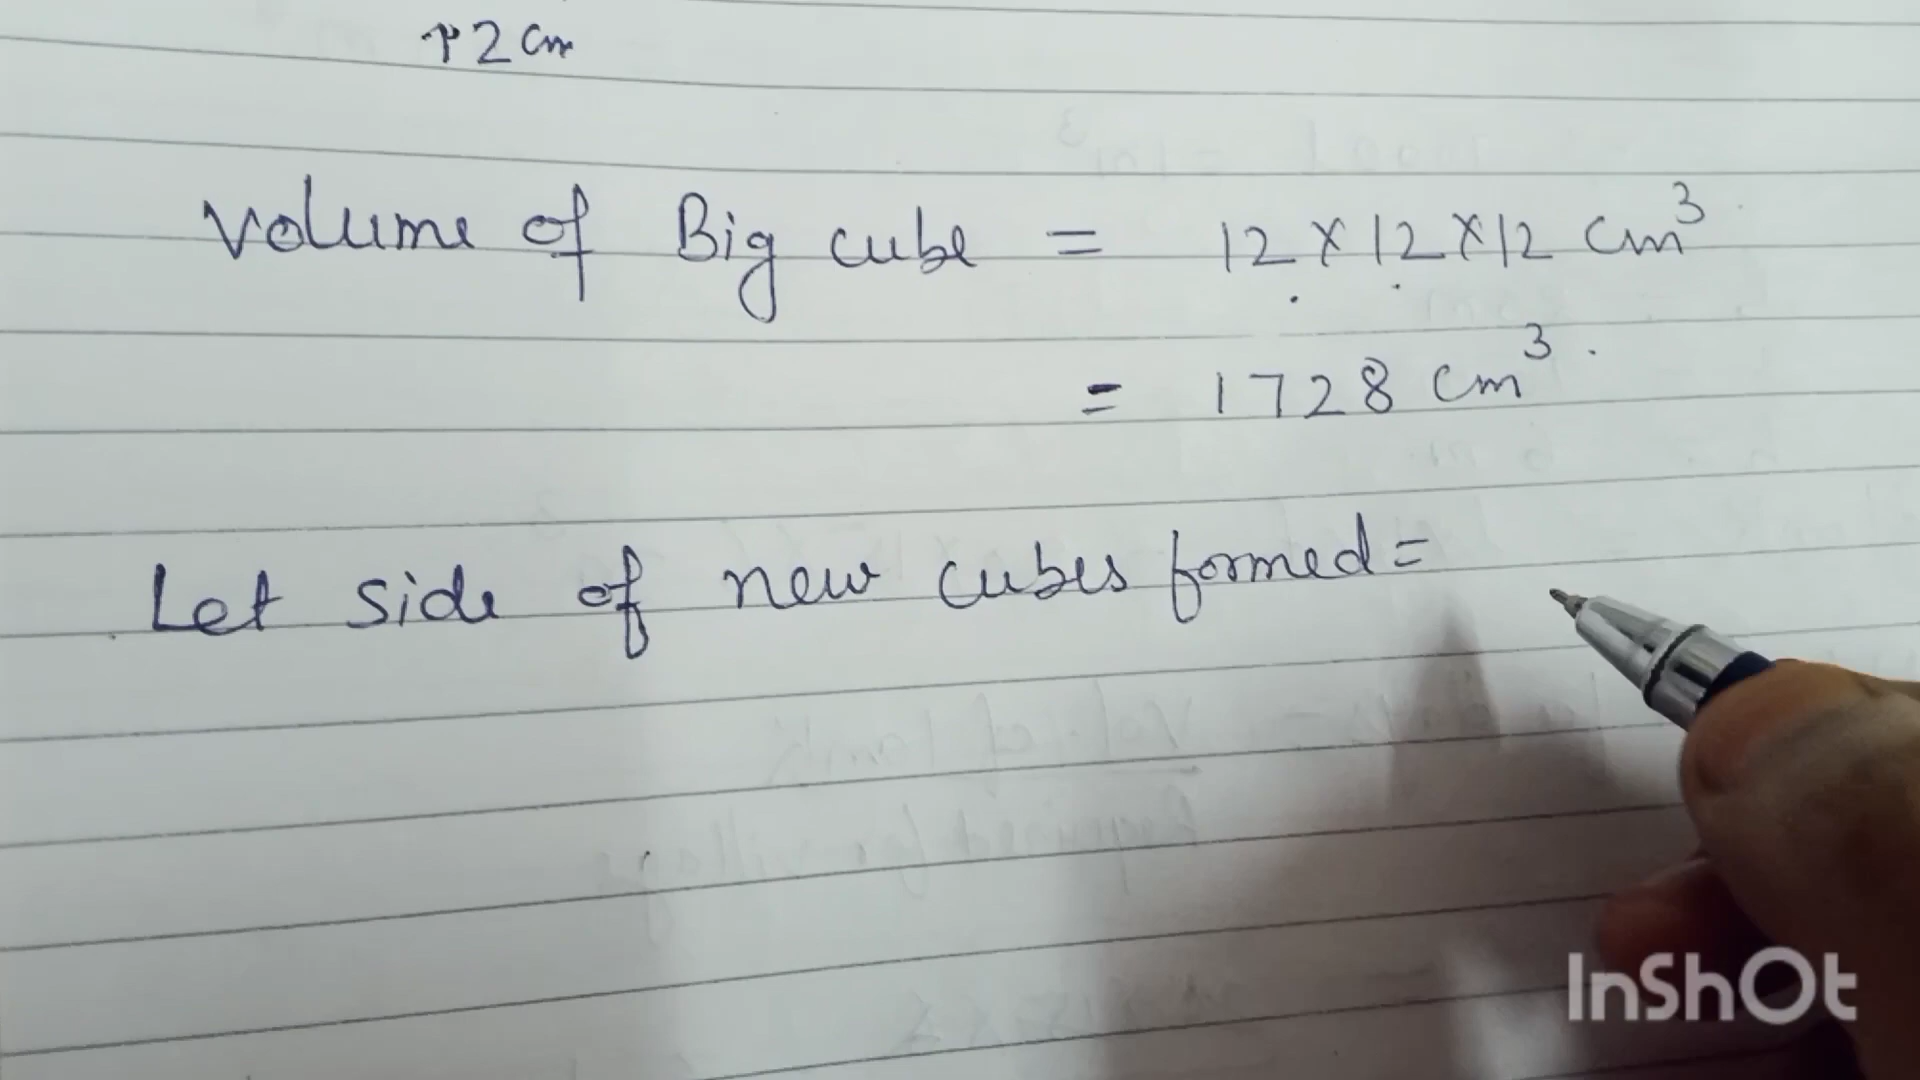 12 cm
Volume of Big cube = 12 × 12 × 12 cm³
= 1728 cm³.
Let side of new cubes formed =
InShOt